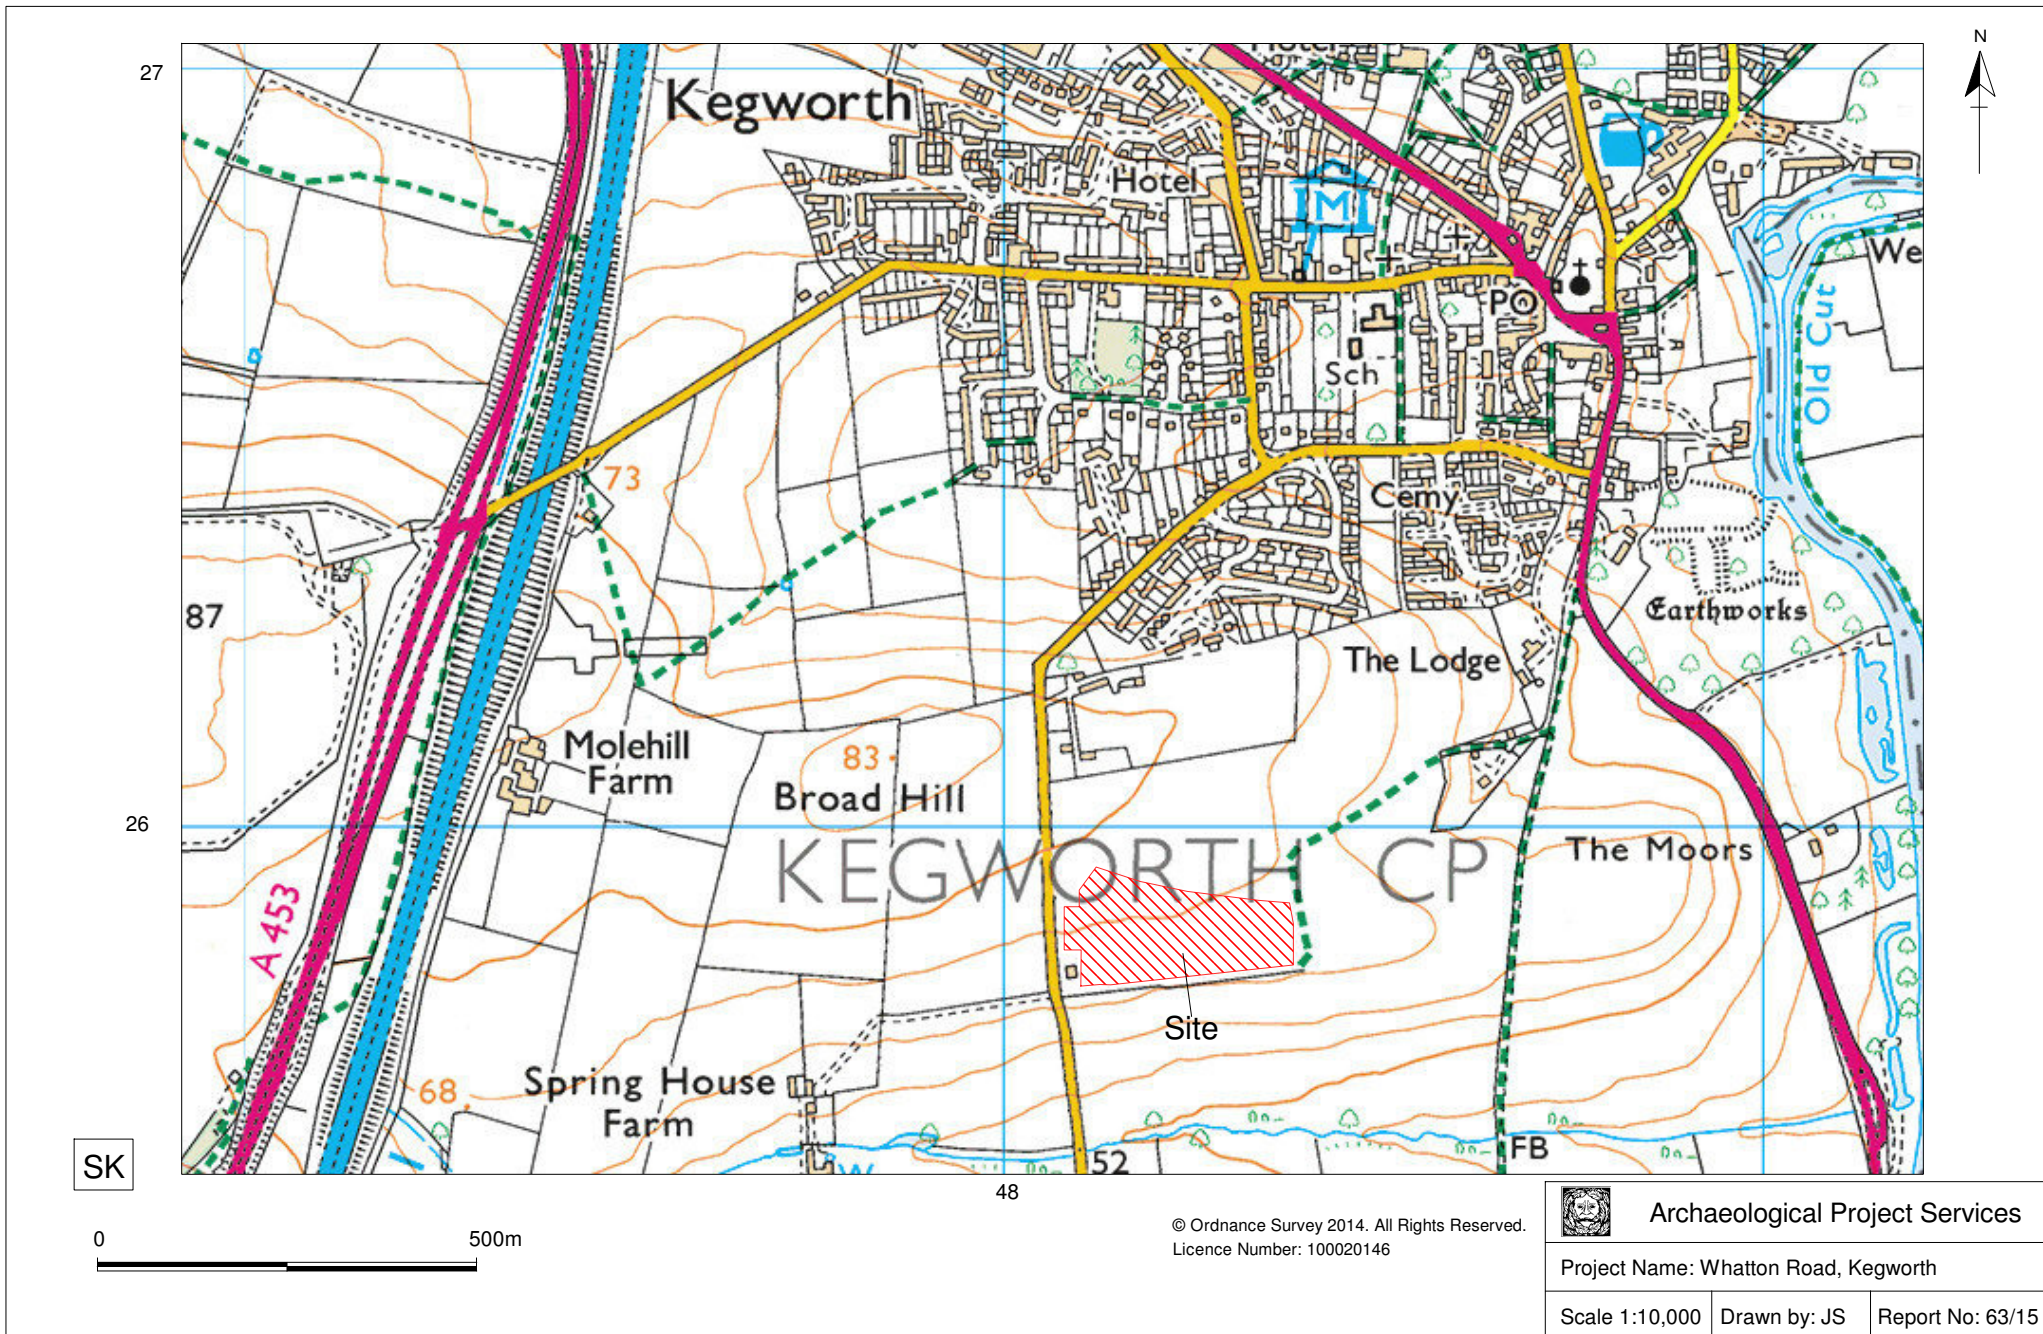 N
27
Kegworth
Hotel
Hotel
M
We
PO
Old Cut
Sch
73
Cemy
87
Earthworks
The Lodge
Molehill
Farm
83
Broad Hill
26
The Moors
KEGWORTH CP
A 453
Site
68
Spring House
Farm
W
52
FB
SK
48
0 500m
© Ordnance Survey 2014. All Rights Reserved.
Licence Number: 100020146
Archaeological Project Services
Project Name: Whatton Road, Kegworth
Scale 1:10,000 Drawn by: JS Report No: 63/15